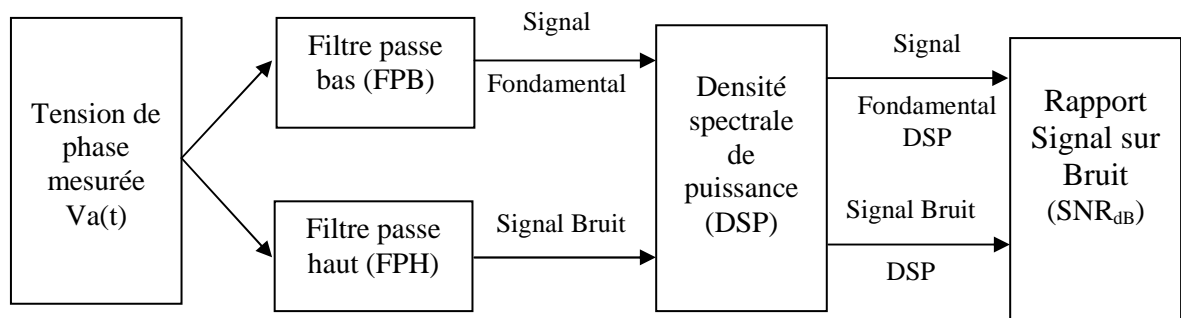 Tension de
phase
mesurée
Va(t)
Filtre passe
bas (FPB)
Filtre passe
haut (FPH)
Signal
Fondamental
Signal Bruit
Densité
spectrale
de
puissance
(DSP)
Signal
Fondamental
DSP
Signal Bruit
DSP
Rapport
Signal sur
Bruit
(SNRdB)